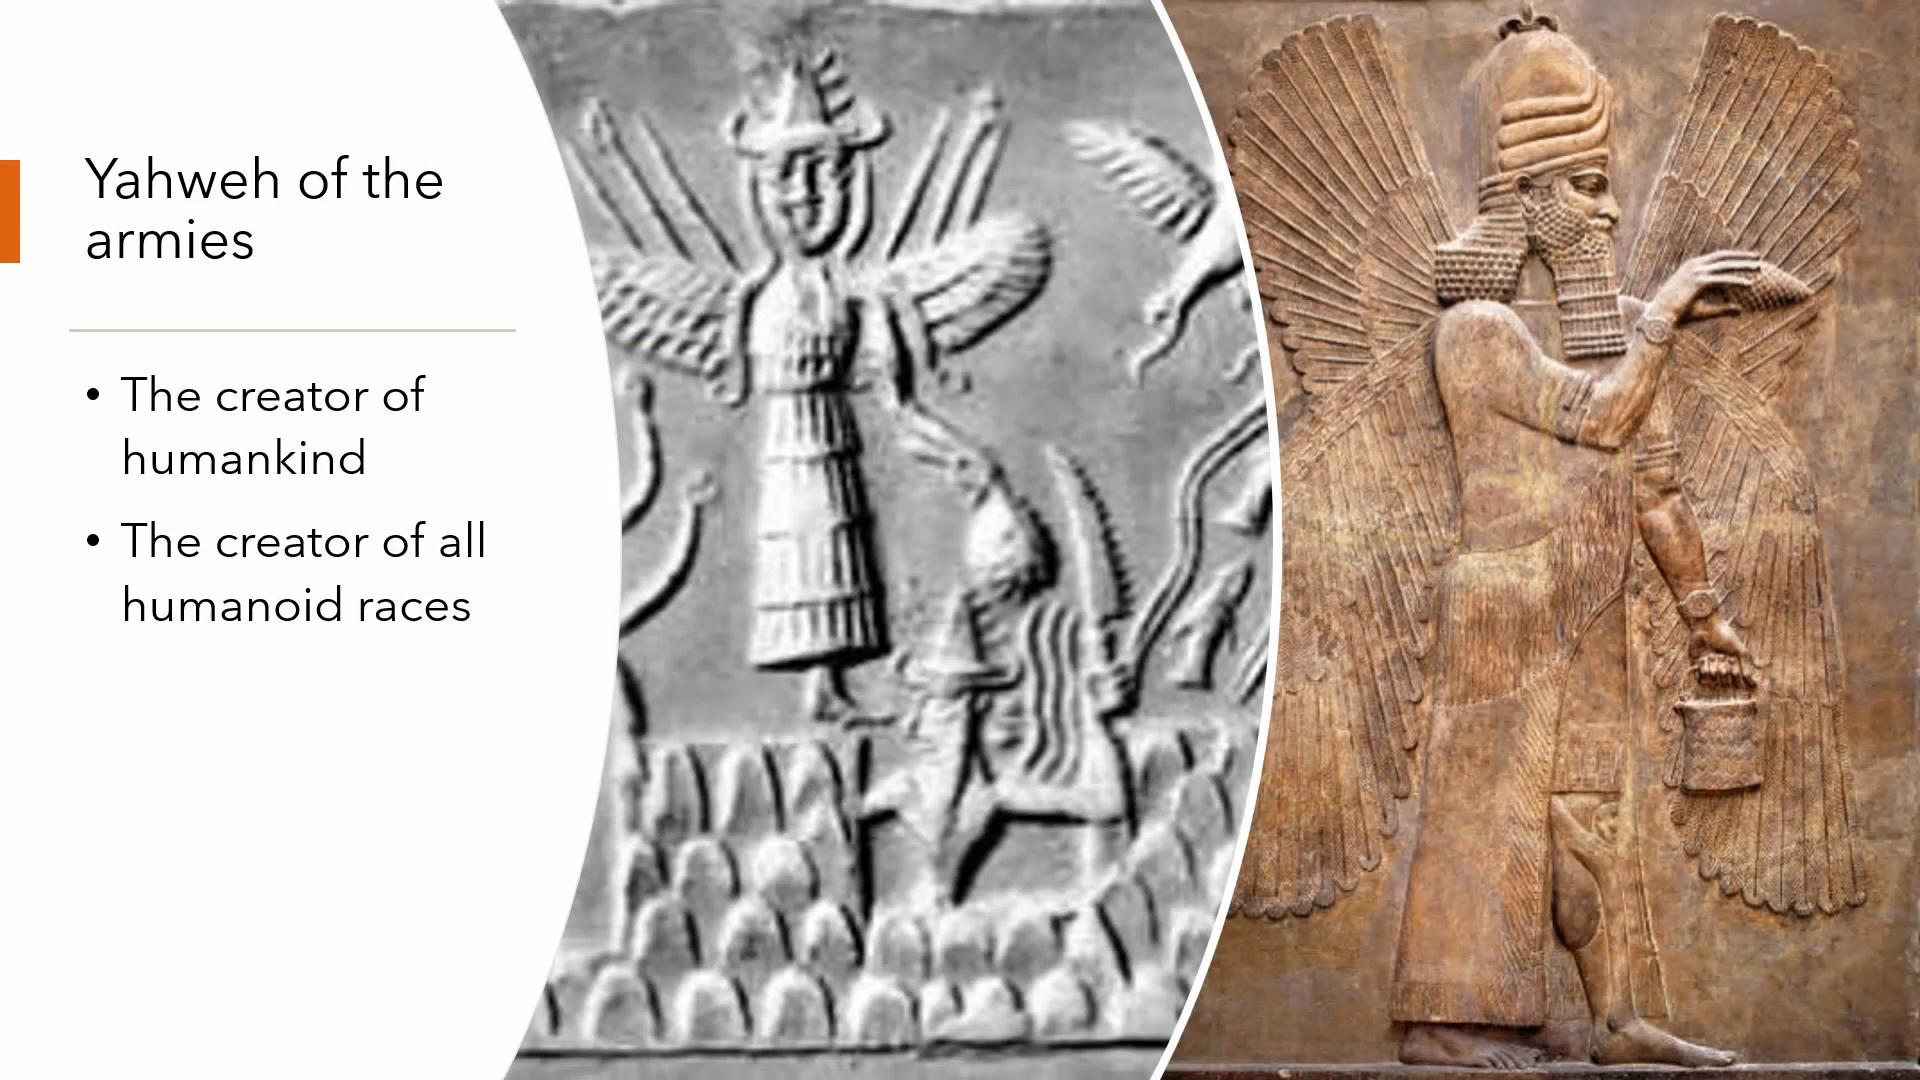 Yahweh of the
armies
• The creator of
humankind
• The creator of all
humanoid races